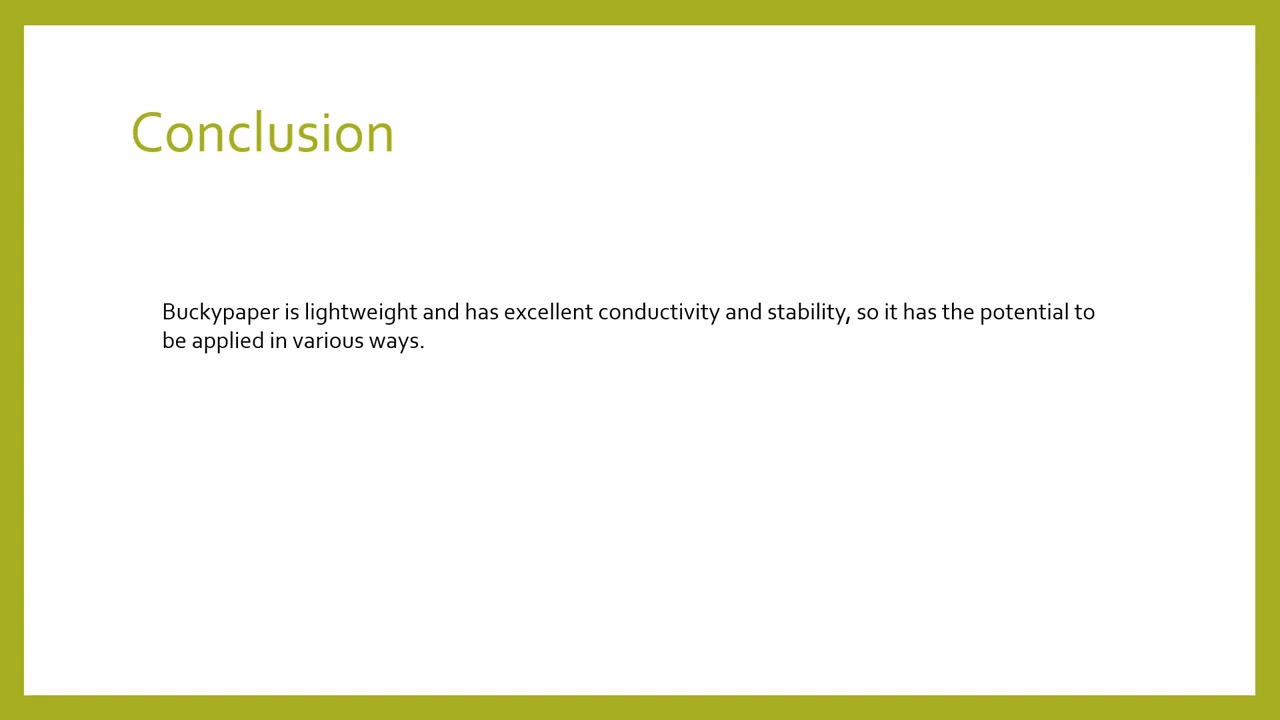 Conclusion
Buckypaper is lightweight and has excellent conductivity and stability, so it has the potential to
be applied in various ways.